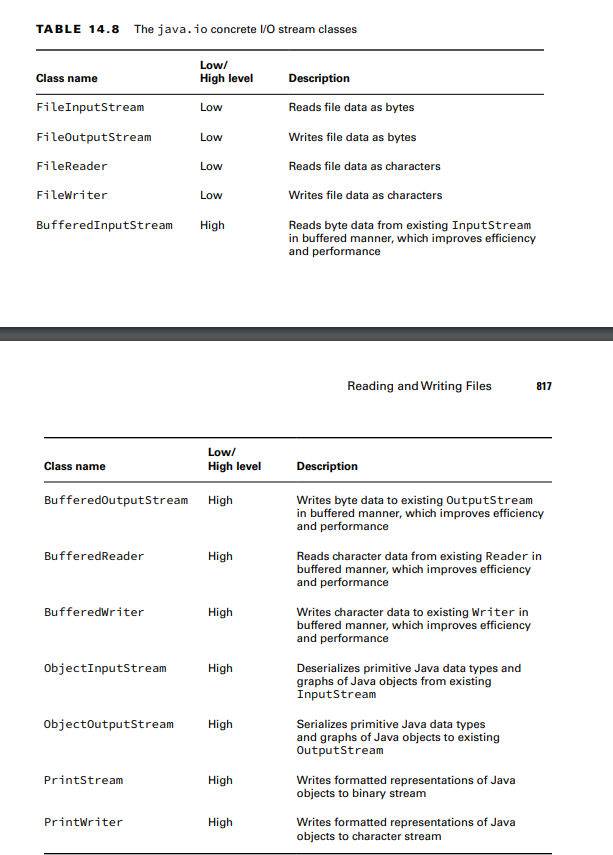 TABLE 14.8 The java.io concrete I/O stream classes
Low/
Class name High level Description
FileInputStream Low Reads file data as bytes
FileOutputStream Low Writes file data as bytes
FileReader Low Reads file data as characters
FileWriter Low Writes file data as characters
BufferedInputStream High Reads byte data from existing InputStream
in buffered manner, which improves efficiency
and performance
Reading and Writing Files 817
Low/
Class name High level Description
BufferedOutputStream High Writes byte data to existing OutputStream
in buffered manner, which improves efficiency
and performance
BufferedReader High Reads character data from existing Reader in
buffered manner, which improves efficiency
and performance
BufferedWriter High Writes character data to existing Writer in
buffered manner, which improves efficiency
and performance
ObjectInputStream High Deserializes primitive Java data types and
graphs of Java objects from existing
InputStream
ObjectOutputStream High Serializes primitive Java data types
and graphs of Java objects to existing
OutputStream
PrintStream High Writes formatted representations of Java
objects to binary stream
PrintWriter High Writes formatted representations of Java
objects to character stream